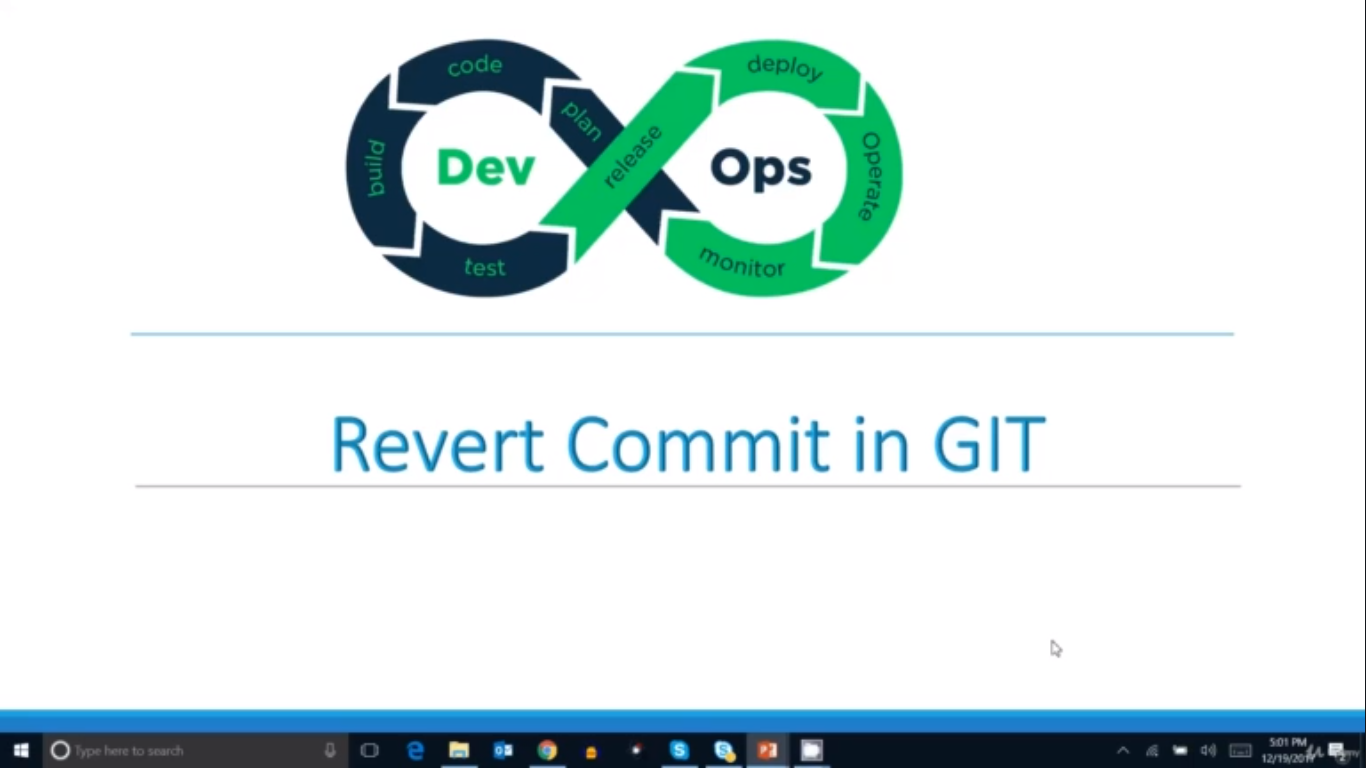 code
plan
deploy
build
Dev
release
Ops
Operate
test
monitor
Revert Commit in GIT
Type here to search
5:01 PM